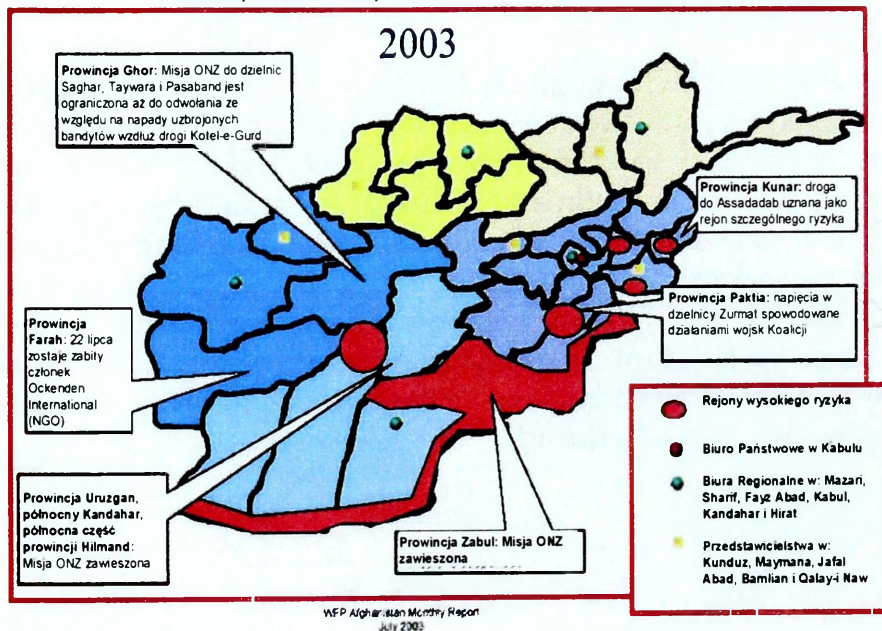 2003
Prowincja Ghor: Misja ONZ do dzielnic
Saghar, Taywara i Pasaband jest
ograniczona aż do odwołania ze
względu na napady uzbrojonych
bandytów wzdłuż drogi Kotel-e-Gurd
Prowincja Kunar: droga
do Assadadab uznana jako
rejon szczególnego ryzyka
Prowincja Paktia: napięcia w
dzielnicy Zurmat spowodowane
działaniami wojsk Koalicji
Prowincja
Farah: 22 lipca
zostaje zabity
członek
Ockenden
International
(NGO)
Prowincja Uruzgan,
północny Kandahar,
północna część
prowincji Hilmand:
Misja ONZ zawieszona
Prowincja Zabul: Misja ONZ
zawieszona
Rejony wysokiego ryzyka
Biuro Państwowe w Kabulu
Biura Regionalne w: Mazari,
Sharif, Fayz Abad, Kabul,
Kandahar i Hirat
Przedstawicielstwa w:
Kunduz, Maymana, Jafal
Abad, Bamlian i Qalay-i Naw
WFP Afghanistan Monthly Report
July 2003